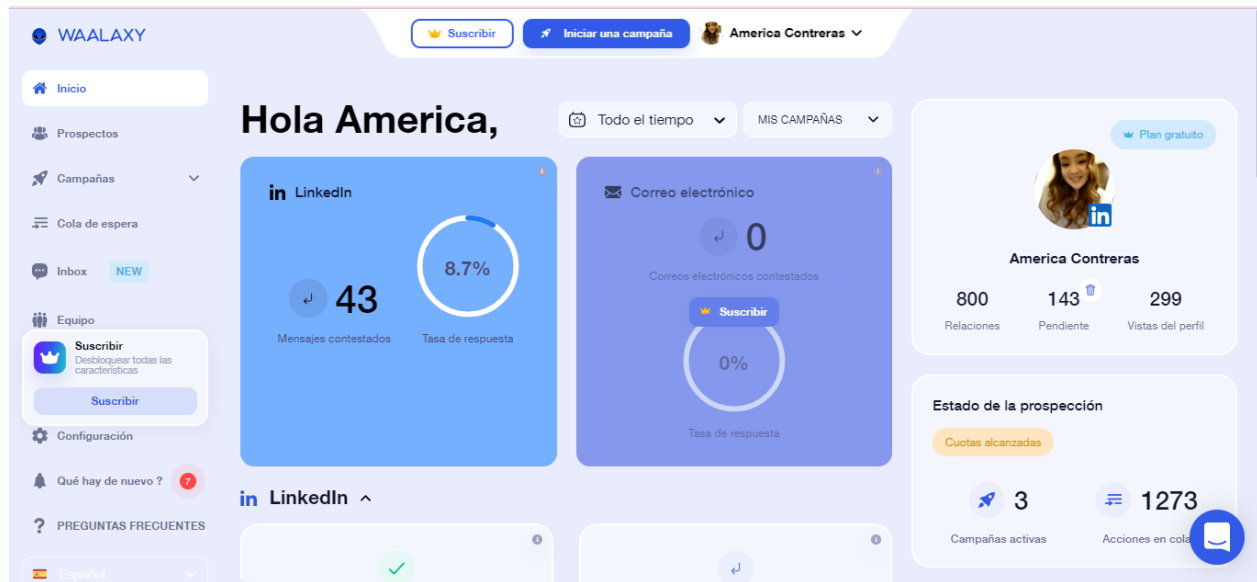 WAALAXY
Suscribir
Iniciar una campaña
America Contreras
Inicio
Prospectos
Campañas
Cola de espera
Inbox NEW
Equipo
Suscribir
Desbloquear todas las
características
Suscribir
Configuración
Qué hay de nuevo ? 7
? PREGUNTAS FRECUENTES
Español
Hola America,
Todo el tiempo
MIS CAMPAÑAS
in LinkedIn
43
Mensajes contestados
8.7%
Tasa de respuesta
Correo electrónico
0
Correos electrónicos contestados
Suscribir
0%
Tasa de respuesta
in LinkedIn
Plan gratuito
in
America Contreras
800 143 299
Relaciones Pendiente Vistas del perfil
Estado de la prospección
Cuotas alcanzadas
3 1273
Campañas activas Acciones en cola